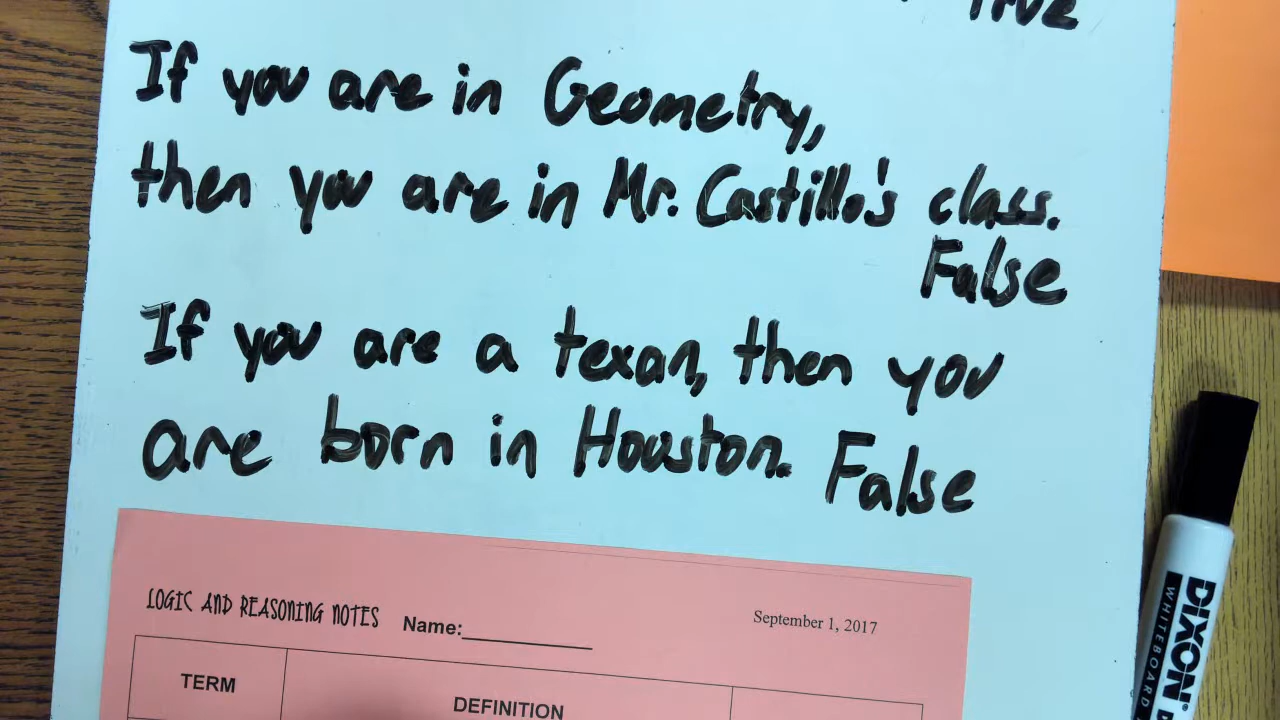 True
If you are in Geometry,
then you are in Mr. Castillo's class.
False
If you are a texan, then you
are born in Houston. False
LOGIC AND REASONING NOTES Name:____________ September 1, 2017
TERM DEFINITION
DIXON®
WHITEBOARD